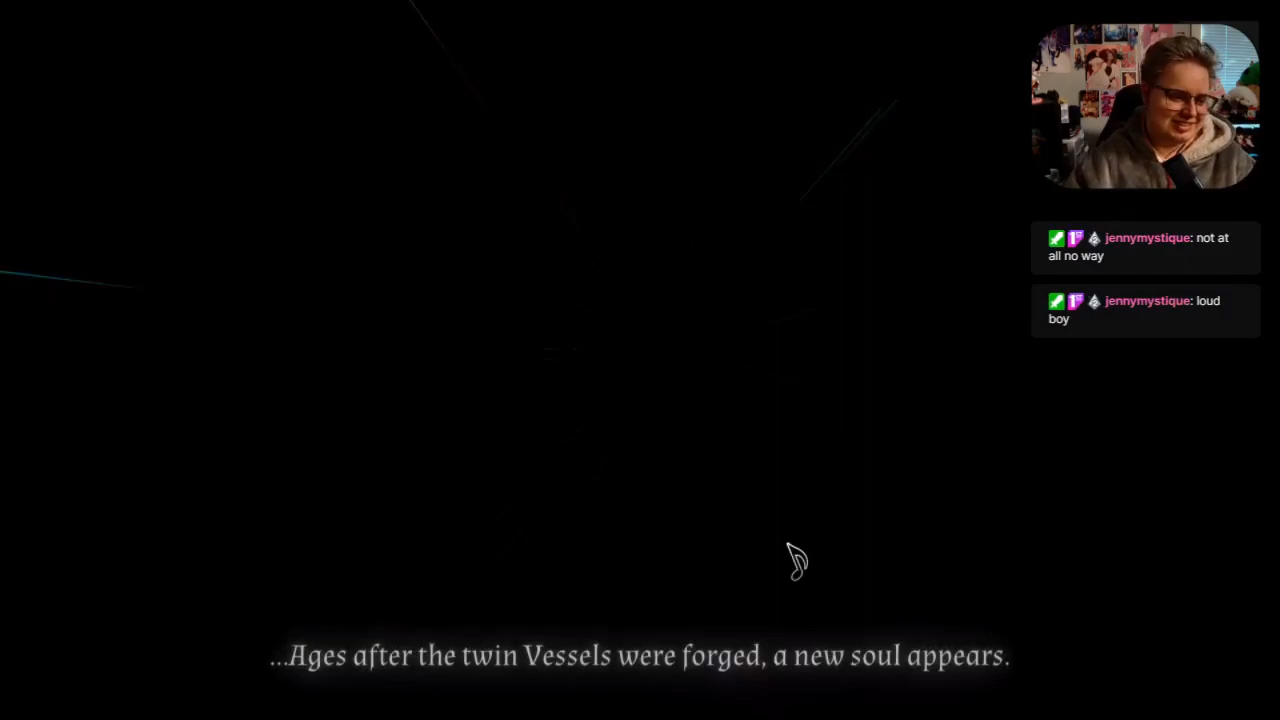 jennymystique: not at
all no way
jennymystique: loud
boy
...Ages after the twin Vessels were forged, a new soul appears.